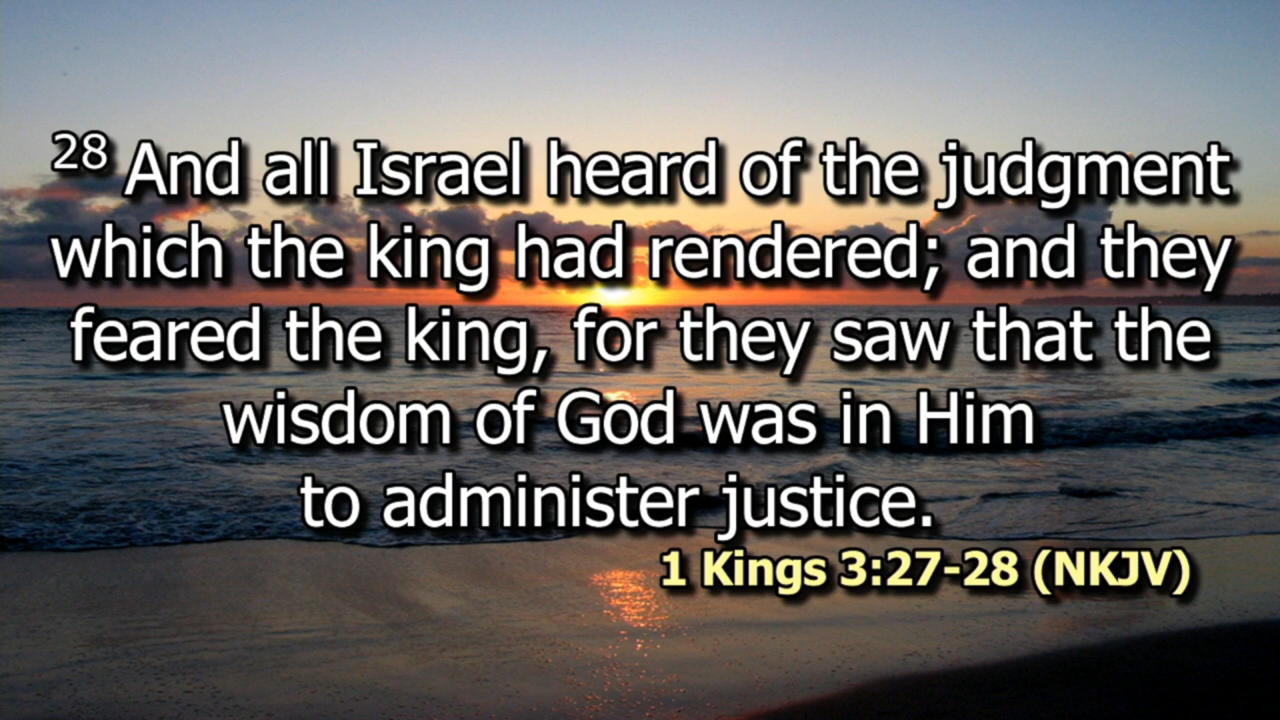 28 And all Israel heard of the judgment
which the king had rendered; and they
feared the king, for they saw that the
wisdom of God was in Him
to administer justice.
1 Kings 3:27-28 (NKJV)